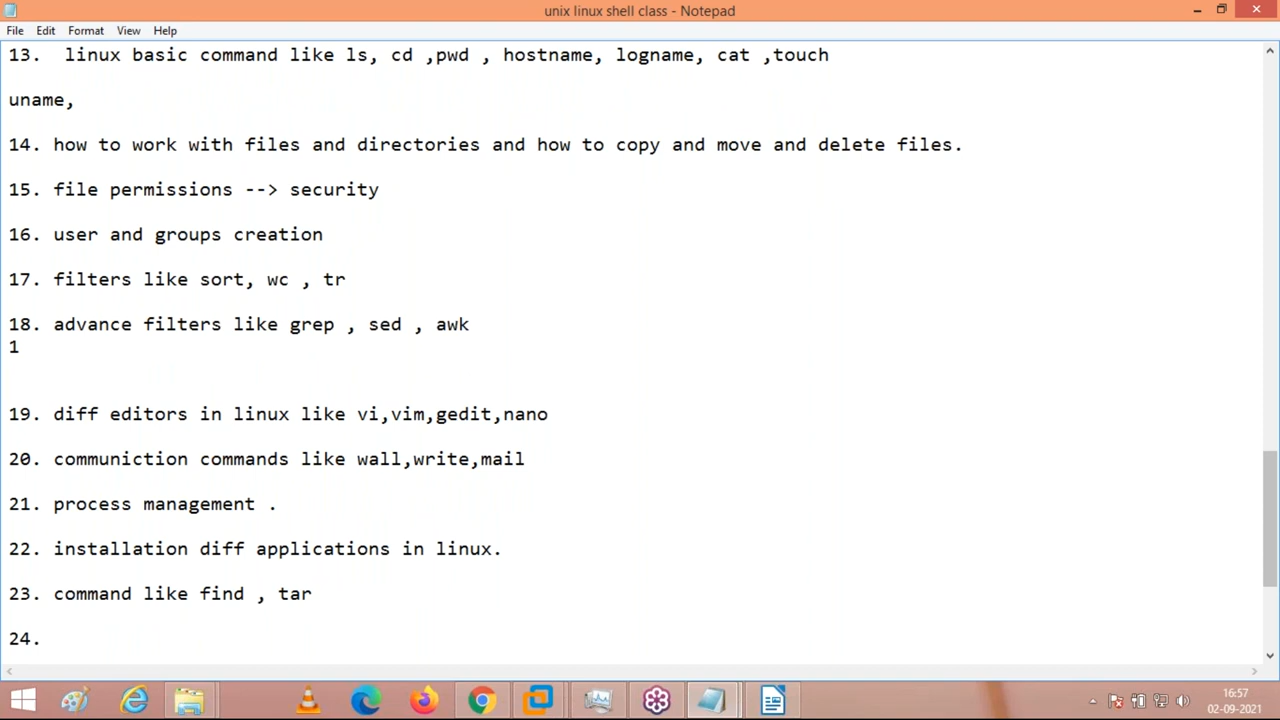 unix linux shell class - Notepad
File Edit Format View Help
13.  linux basic command like ls, cd ,pwd , hostname, logname, cat ,touch
uname,
14. how to work with files and directories and how to copy and move and delete files.
15. file permissions --> security
16. user and groups creation
17. filters like sort, wc , tr
18. advance filters like grep , sed , awk
1
19. diff editors in linux like vi,vim,gedit,nano
20. communiction commands like wall,write,mail
21. process management .
22. installation diff applications in linux.
23. command like find , tar
24.
16:57
02-09-2021